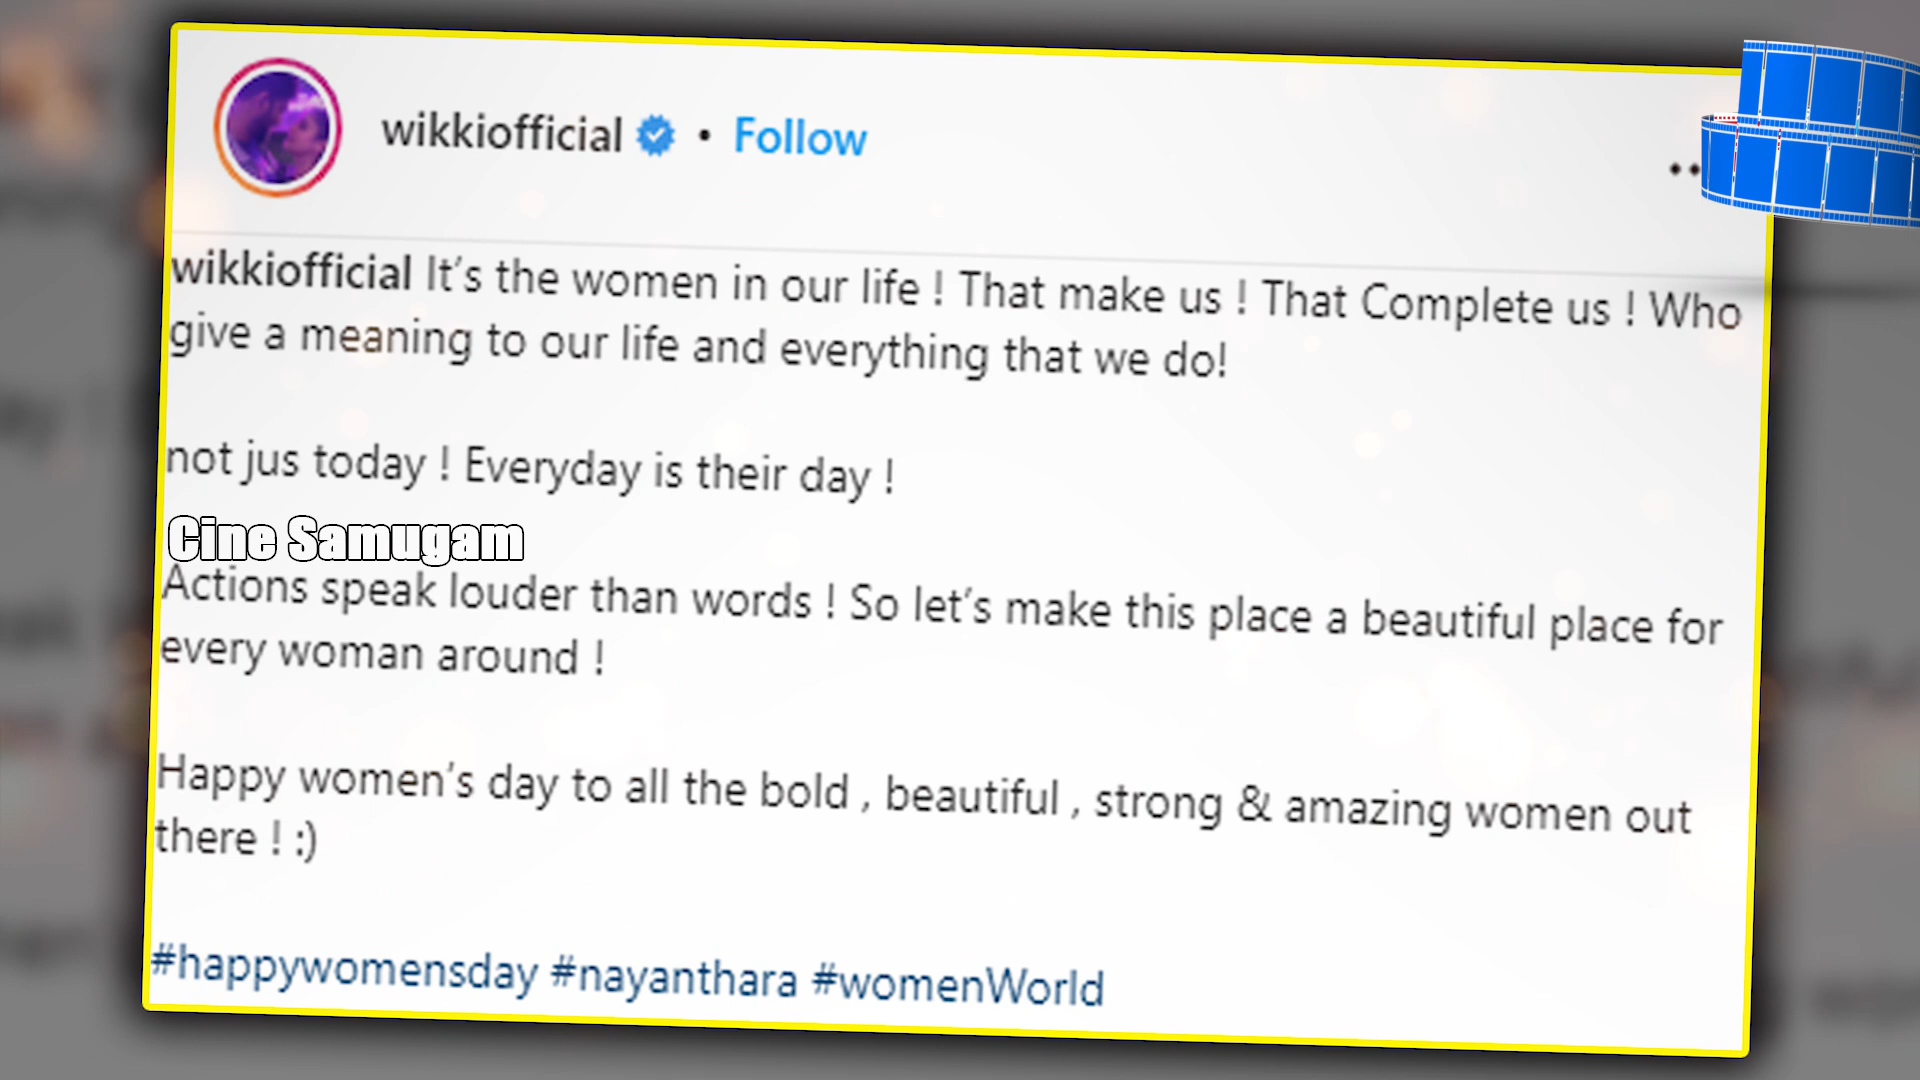 wikkiofficial • Follow
wikkiofficial It’s the women in our life ! That make us ! That Complete us ! Who
give a meaning to our life and everything that we do!
not jus today ! Everyday is their day !
Cine Samugam
Actions speak louder than words ! So let’s make this place a beautiful place for
every woman around !
Happy women’s day to all the bold , beautiful , strong & amazing women out
there ! :)
#happywomensday #nayanthara #womenWorld